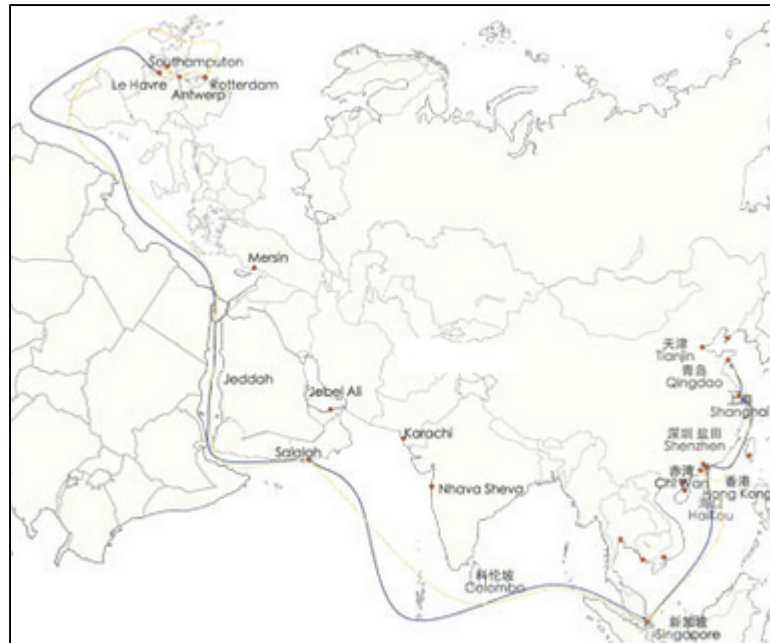 Southamputon
Le Havre
Rotterdam
Antwerp
Mersin
天津
Tianjin
青岛
Qingdao
Jeddah
Jebel Ali
上海
Shanghai
Karachi
深圳 盐田
Shenzhen
Salalah
赤湾
Chi Wan
香港
Hong Kong
Nhava Sheva
HaiKou
科伦坡
Colombo
新加坡
Singapore